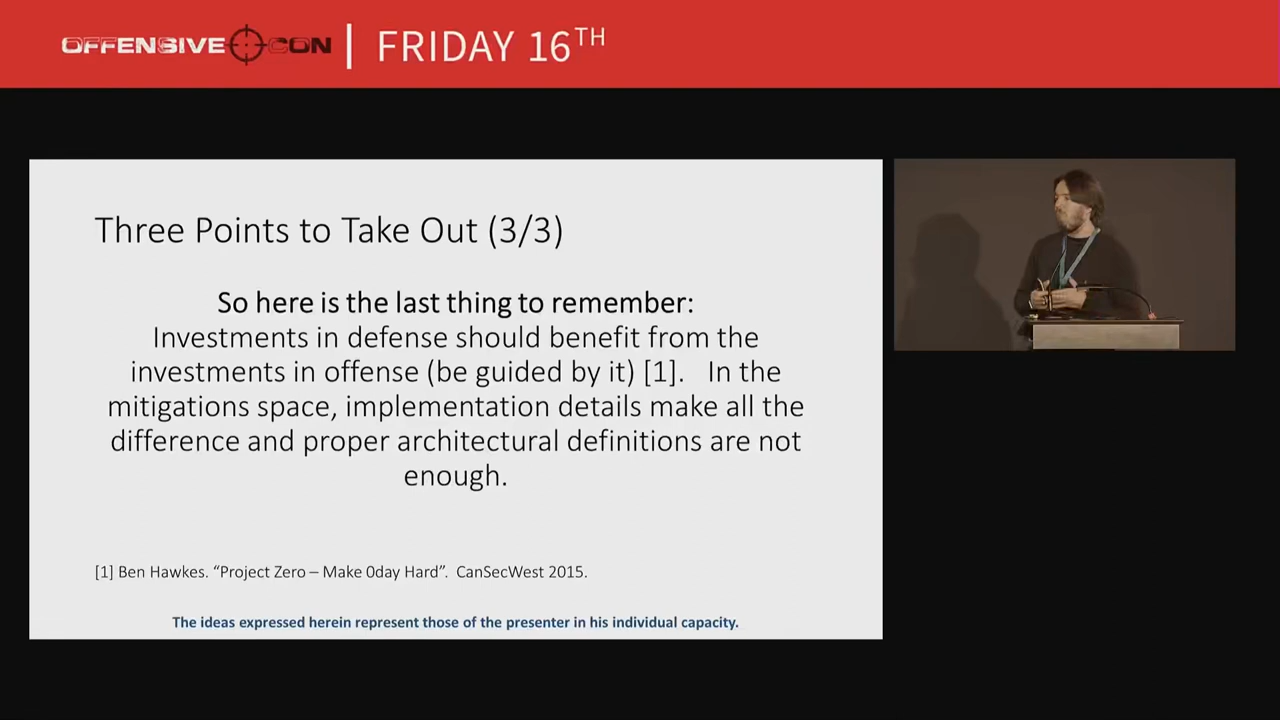 OFFENSIVE CON | FRIDAY 16TH
Three Points to Take Out (3/3)
So here is the last thing to remember:
Investments in defense should benefit from the
investments in offense (be guided by it) [1]. In the
mitigations space, implementation details make all the
difference and proper architectural definitions are not
enough.
[1] Ben Hawkes. “Project Zero – Make 0day Hard”. CanSecWest 2015.
The ideas expressed herein represent those of the presenter in his individual capacity.